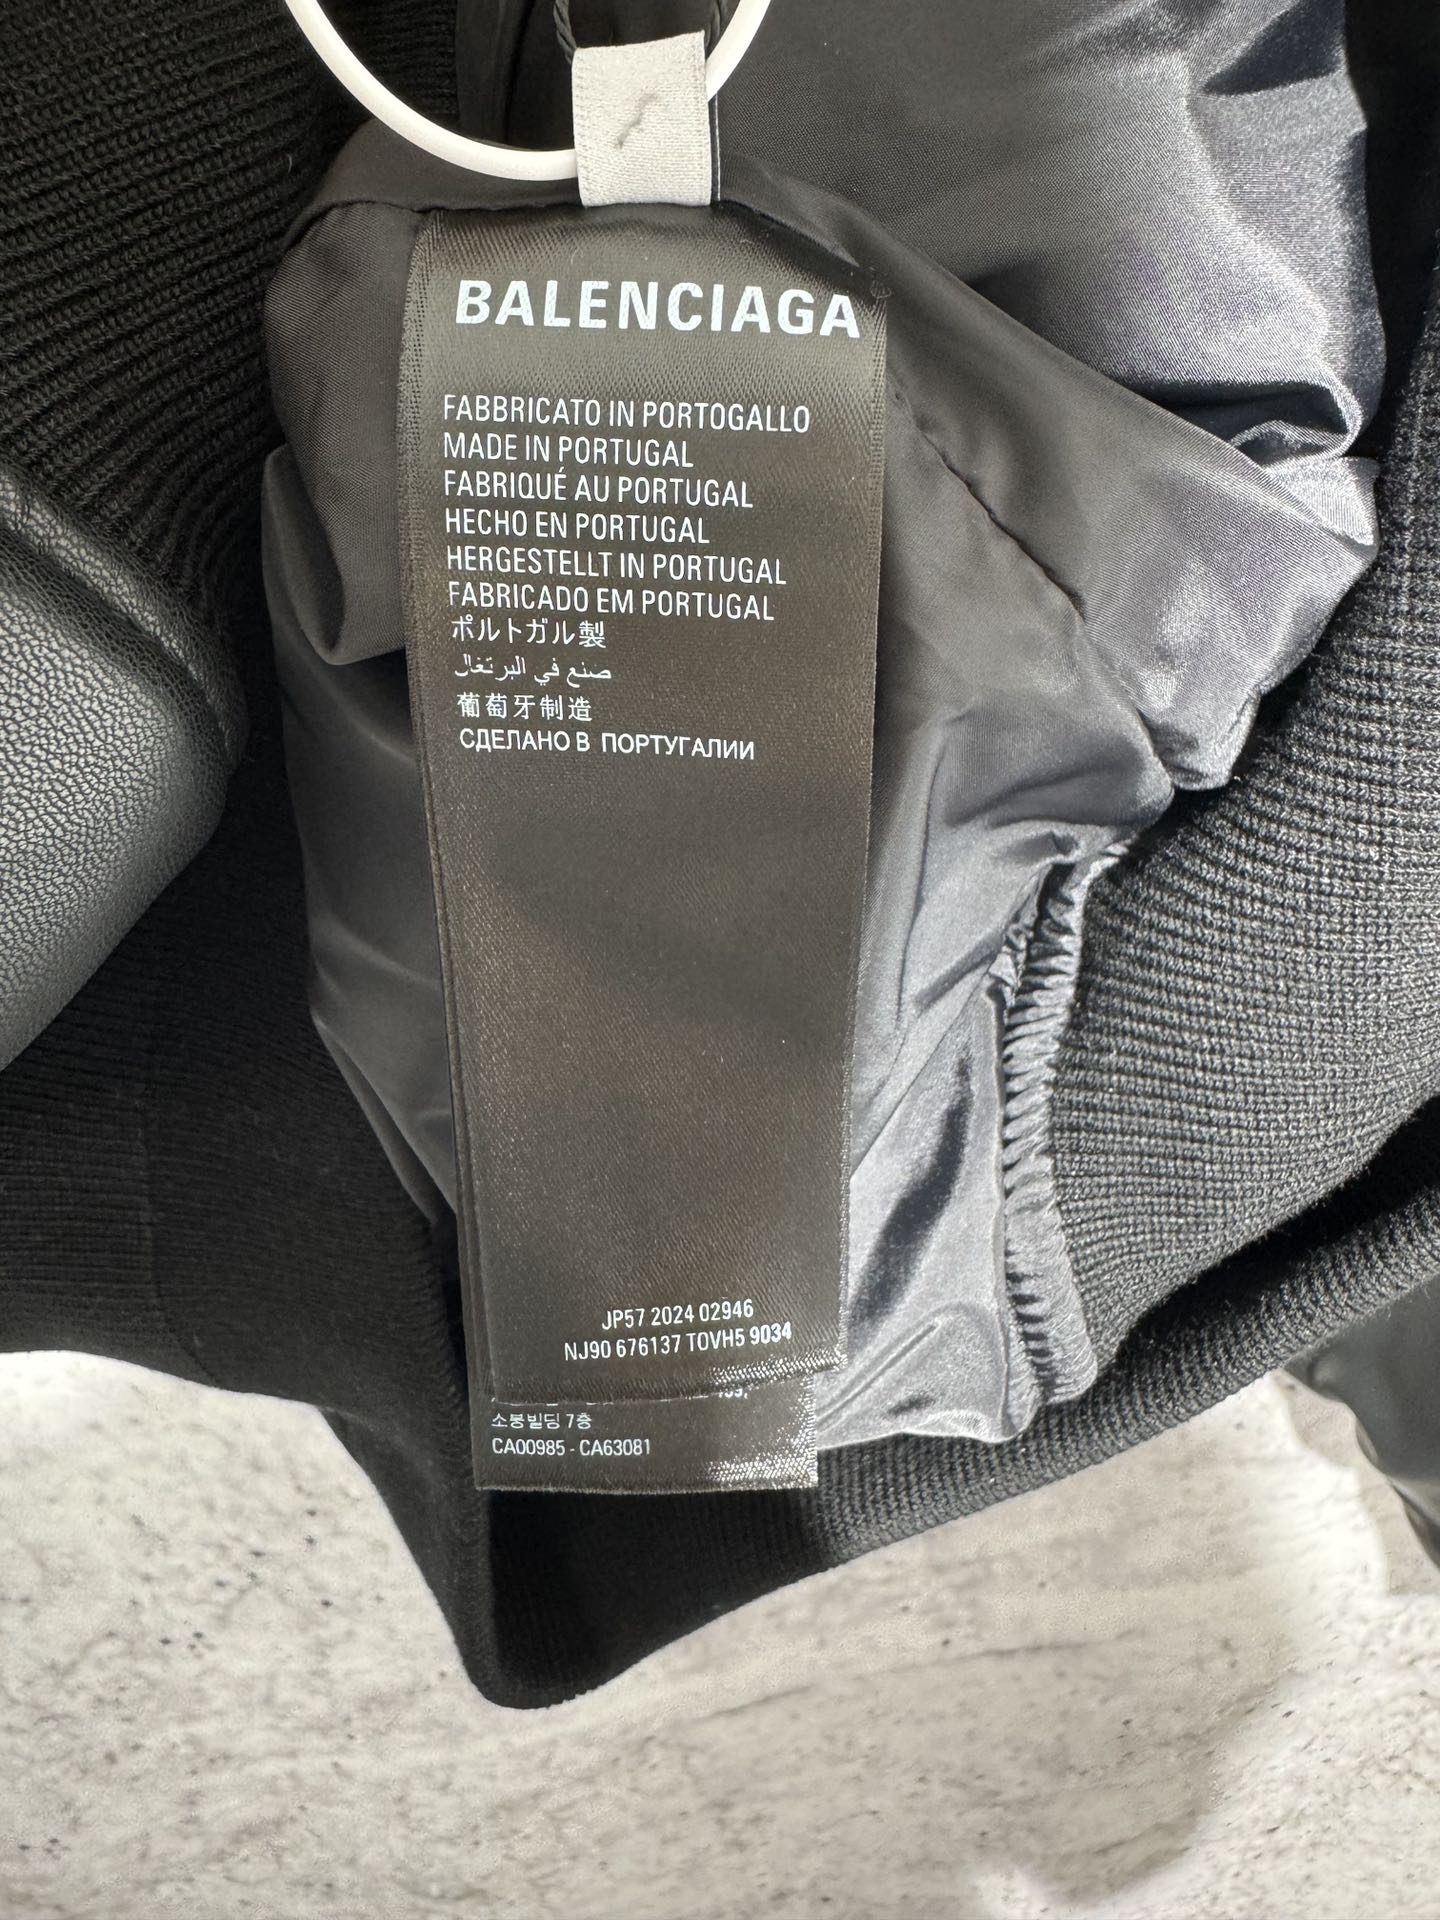 BALENCIAGA
FABBRICATO IN PORTOGALLO
MADE IN PORTUGAL
FABRIQUÉ AU PORTUGAL
HECHO EN PORTUGAL
HERGESTELLT IN PORTUGAL
FABRICADO EM PORTUGAL
ポルトガル製
صنع في البرتغال
葡萄牙制造
СДЕЛАНО В ПОРТУГАЛИИ
JP57 2024 02946
NJ90 676137 TOVH5 9034
소봉빌딩 7층
CA00985 - CA63081